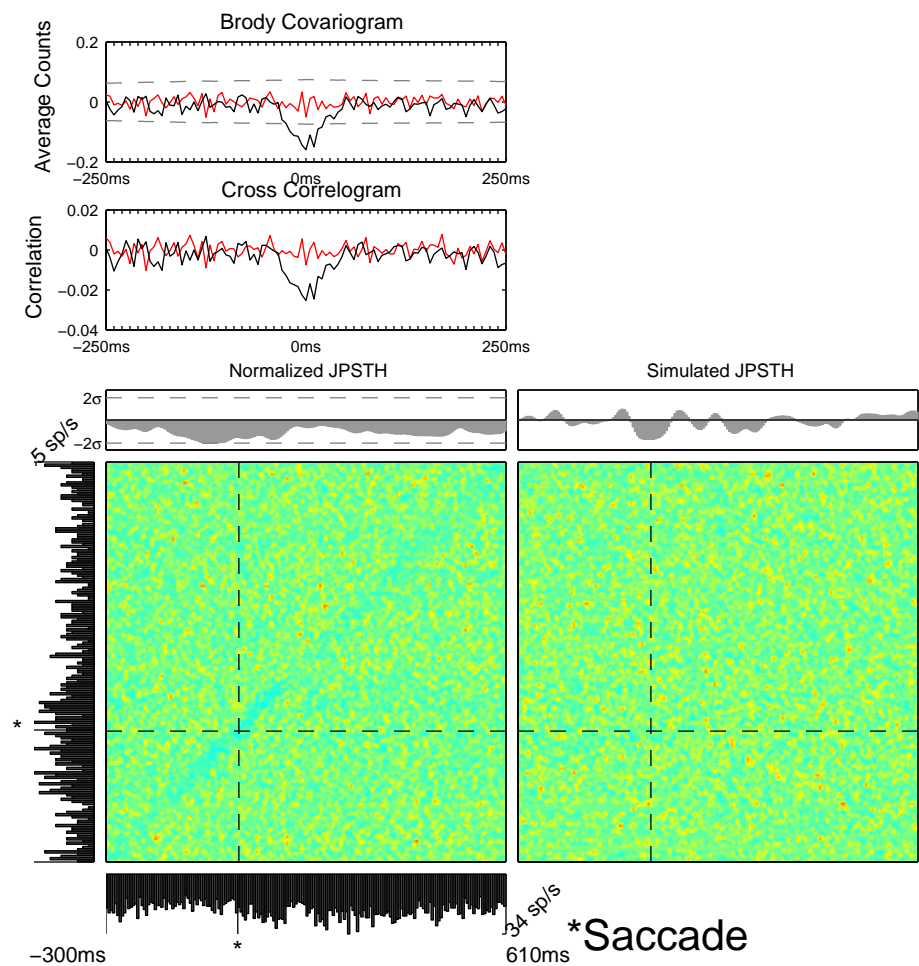 Brody Covariogram
Average Counts
0.2
0
−0.2
−250ms 0ms 250ms
Cross Correlogram
Correlation
0.02
0
−0.02
−0.04
−250ms 0ms 250ms
Normalized JPSTH
Simulated JPSTH
2σ
−2σ
5 sp/s
*
34 sp/s
*
*Saccade
−300ms 610ms